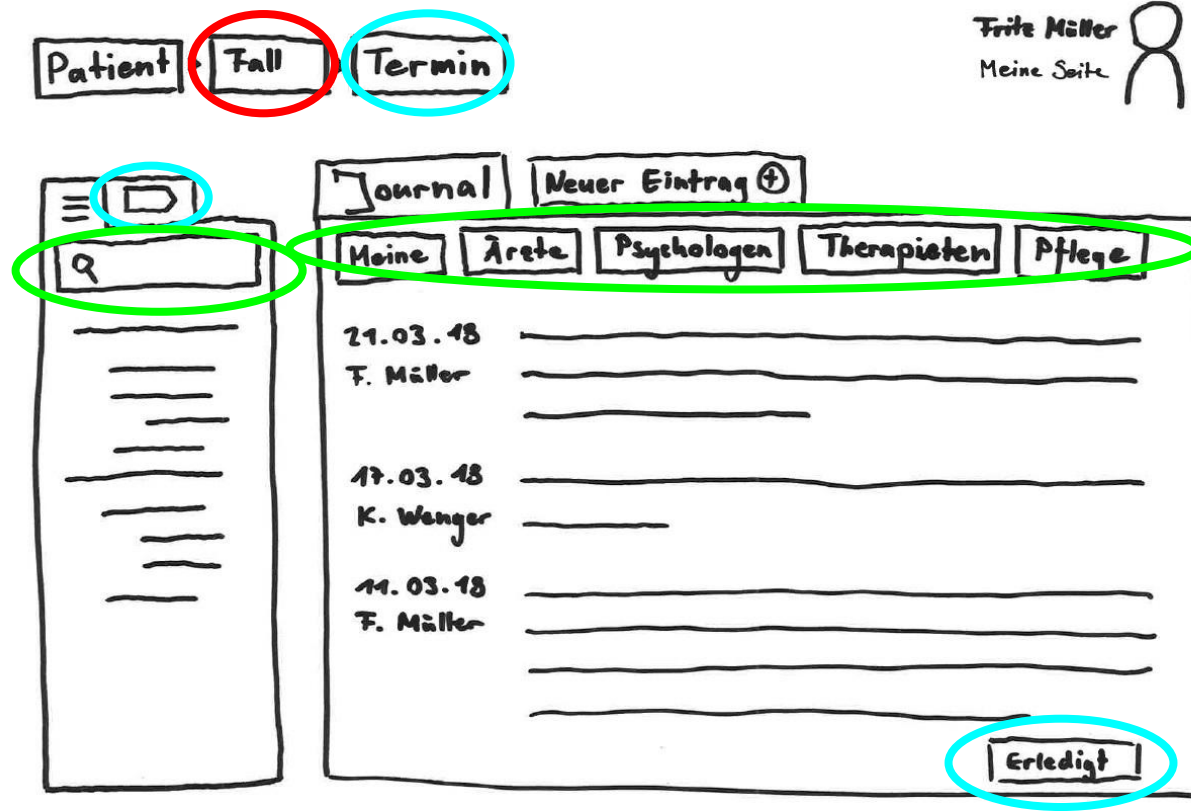 Patient Fall Termin
Fritz Müller
Meine Seite
Journal Neuer Eintrag
Meine Ärzte Psychologen Therapeuten Pflege
21.03.18
F. Müller
17.03.18
K. Wenger
11.03.18
F. Müller
Erledigt